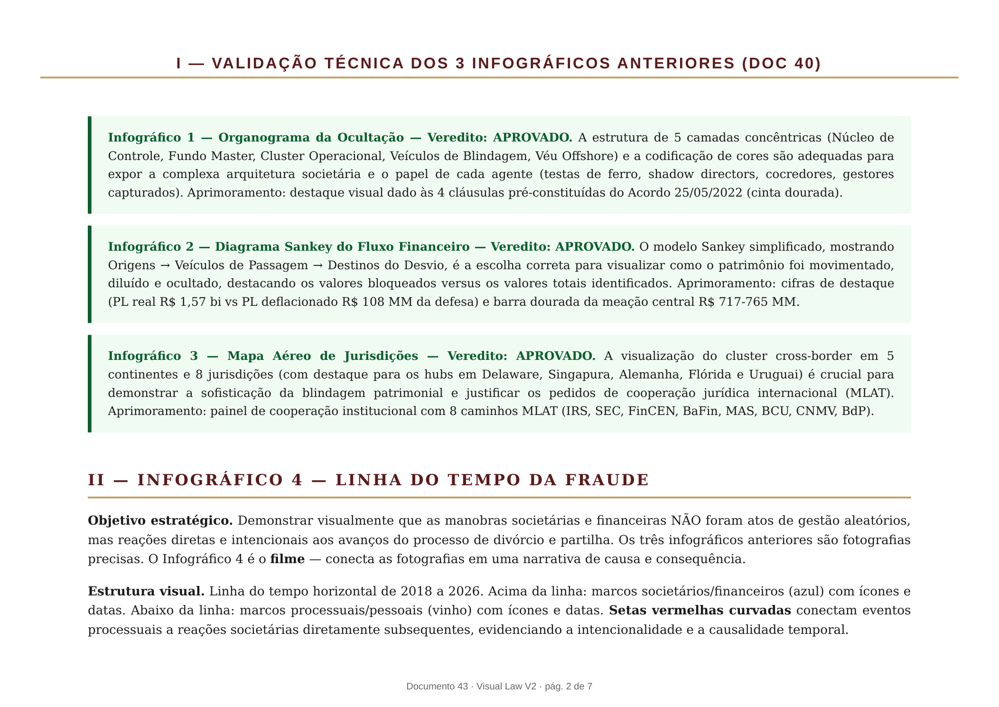 I — VALIDAÇÃO TÉCNICA DOS 3 INFOGRÁFICOS ANTERIORES (DOC 40)
Infográfico 1 — Organograma da Ocultação — Veredito: APROVADO. A estrutura de 5 camadas concêntricas (Núcleo de
Controle, Fundo Master, Cluster Operacional, Veículos de Blindagem, Véu Offshore) e a codificação de cores são adequadas para
expor a complexa arquitetura societária e o papel de cada agente (testas de ferro, shadow directors, cocredores, gestores
capturados). Aprimoramento: destaque visual dado às 4 cláusulas pré-constituídas do Acordo 25/05/2022 (cinta dourada).
Infográfico 2 — Diagrama Sankey do Fluxo Financeiro — Veredito: APROVADO. O modelo Sankey simplificado, mostrando
Origens → Veículos de Passagem → Destinos do Desvio, é a escolha correta para visualizar como o patrimônio foi movimentado,
diluído e ocultado, destacando os valores bloqueados versus os valores totais identificados. Aprimoramento: cifras de destaque
(PL real R$ 1,57 bi vs PL deflacionado R$ 108 MM da defesa) e barra dourada da meação central R$ 717-765 MM.
Infográfico 3 — Mapa Aéreo de Jurisdições — Veredito: APROVADO. A visualização do cluster cross-border em 5
continentes e 8 jurisdições (com destaque para os hubs em Delaware, Singapura, Alemanha, Flórida e Uruguai) é crucial para
demonstrar a sofisticação da blindagem patrimonial e justificar os pedidos de cooperação jurídica internacional (MLAT).
Aprimoramento: painel de cooperação institucional com 8 caminhos MLAT (IRS, SEC, FinCEN, BaFin, MAS, BCU, CNMV, BdP).
II — INFOGRÁFICO 4 — LINHA DO TEMPO DA FRAUDE
Objetivo estratégico. Demonstrar visualmente que as manobras societárias e financeiras NÃO foram atos de gestão aleatórios,
mas reações diretas e intencionais aos avanços do processo de divórcio e partilha. Os três infográficos anteriores são fotografias
precisas. O Infográfico 4 é o filme — conecta as fotografias em uma narrativa de causa e consequência.
Estrutura visual. Linha do tempo horizontal de 2018 a 2026. Acima da linha: marcos societários/financeiros (azul) com ícones e
datas. Abaixo da linha: marcos processuais/pessoais (vinho) com ícones e datas. Setas vermelhas curvadas conectam eventos
processuais a reações societárias diretamente subsequentes, evidenciando a intencionalidade e a causalidade temporal.
Documento 43 · Visual Law V2 · pág. 2 de 7